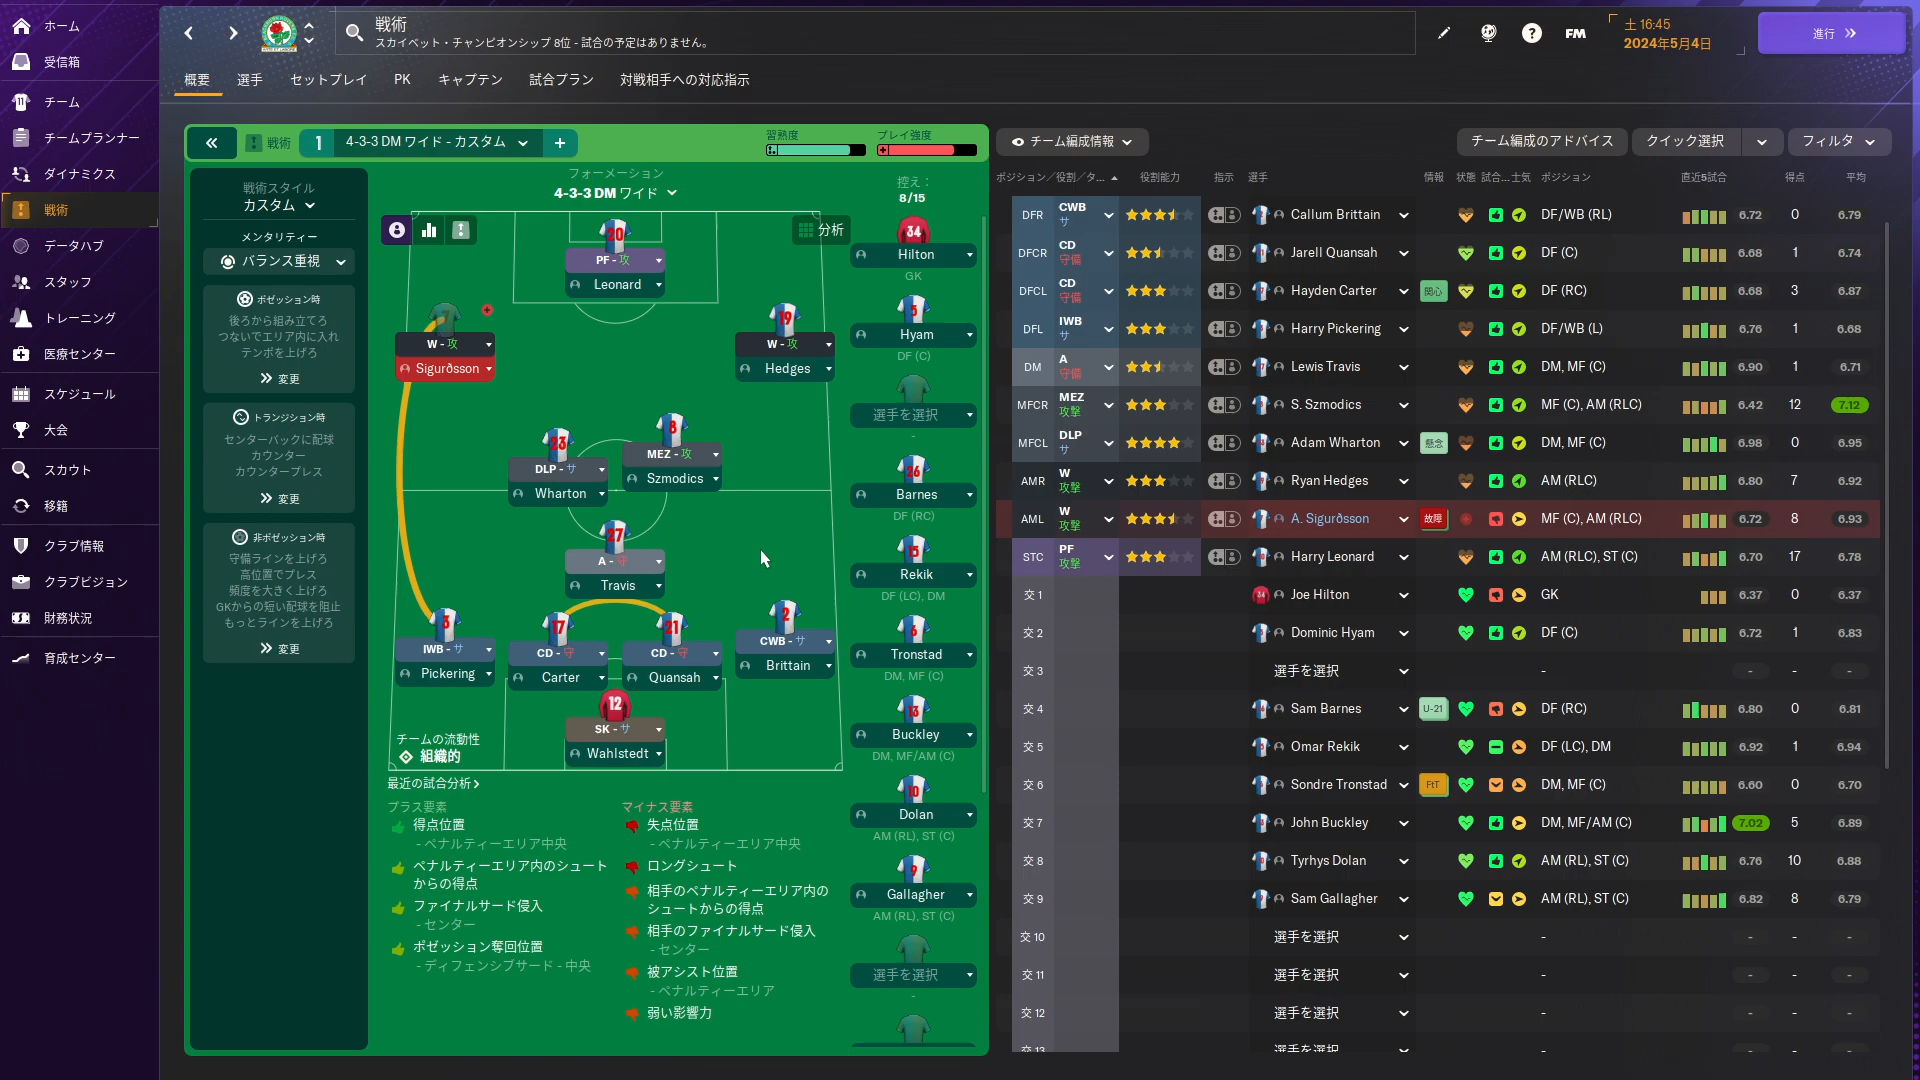 ホーム
受信箱
チーム
チームプランナー
ダイナミクス
戦術
データハブ
スタッフ
トレーニング
医療センター
スケジュール
大会
スカウト
移籍
クラブ情報
クラブビジョン
財務状況
育成センター
戦術
スカイベット・チャンピオンシップ 8位 - 試合の予定はありません。
FM
土 16:45
2024年5月4日
進行
概要 選手 セットプレイ PK キャプテン 試合プラン 対戦相手への対応指示
戦術 1 4-3-3 DM ワイド - カスタム
習熟度 プレイ強度
戦術スタイル
カスタム
メンタリティー
バランス重視
ポゼッション時
後ろから組み立てろ
つないでエリア内に入れ
テンポを上げろ
変更
トランジション時
センターバックに配球
カウンター
カウンタープレス
変更
非ポゼッション時
守備ラインを上げろ
高位置でプレス
頻度を大きく上げろ
GKからの短い配球を阻止
もっとラインを上げろ
変更
フォーメーション
4-3-3 DM ワイド
分析
20
PF - 攻
Leonard
7
W - 攻
Sigurðsson
19
W - 攻
Hedges
23
DLP - サ
Wharton
8
MEZ - 攻
Szmodics
27
A - 守
Travis
3
IWB - サ
Pickering
17
CD - 守
Carter
21
CD - 守
Quansah
2
CWB - サ
Brittain
12
SK - サ
Wahlstedt
チームの流動性
組織的
最近の試合分析
プラス要素
得点位置
- ペナルティーエリア中央
ペナルティーエリア内のシュート
からの得点
ファイナルサード侵入
- センター
ポゼッション奪回位置
- ディフェンシブサード - 中央
マイナス要素
失点位置
- ペナルティーエリア中央
ロングシュート
相手のペナルティーエリア内の
シュートからの得点
相手のファイナルサード侵入
- センター
被アシスト位置
- ペナルティーエリア
弱い影響力
控え：
8/15
34
Hilton
GK
5
Hyam
DF (C)
選手を選択
-
26
Barnes
DF (RC)
15
Rekik
DF (LC), DM
6
Tronstad
DM, MF (C)
13
Buckley
DM, MF/AM (C)
10
Dolan
AM (RL), ST (C)
9
Gallagher
AM (RL), ST (C)
選手を選択
-
チーム編成情報 チーム編成のアドバイス クイック選択 フィルタ
ポジション／役割／タ... 役割能力 指示 選手 情報 状態 試合... 士気 ポジション 直近5試合 得点 平均
DFR CWB サ Callum Brittain DF/WB (RL) 6.72 0 6.79
DFCR CD 守備 Jarell Quansah DF (C) 6.68 1 6.74
DFCL CD 守備 Hayden Carter 関心 DF (RC) 6.68 3 6.87
DFL IWB サ Harry Pickering DF/WB (L) 6.76 1 6.68
DM A 守備 Lewis Travis DM, MF (C) 6.90 1 6.71
MFCR MEZ 攻撃 S. Szmodics MF (C), AM (RLC) 6.42 12 7.12
MFCL DLP サ Adam Wharton 懸念 DM, MF (C) 6.98 0 6.95
AMR W 攻撃 Ryan Hedges AM (RLC) 6.80 7 6.92
AML W 攻撃 A. Sigurðsson 故障 MF (C), AM (RLC) 6.72 8 6.93
STC PF 攻撃 Harry Leonard AM (RLC), ST (C) 6.70 17 6.78
交 1 Joe Hilton GK 6.37 0 6.37
交 2 Dominic Hyam DF (C) 6.72 1 6.83
交 3 選手を選択 - - - -
交 4 Sam Barnes U-21 DF (RC) 6.80 0 6.81
交 5 Omar Rekik DF (LC), DM 6.92 1 6.94
交 6 Sondre Tronstad FtT DM, MF (C) 6.60 0 6.70
交 7 John Buckley DM, MF/AM (C) 7.02 5 6.89
交 8 Tyrhys Dolan AM (RL), ST (C) 6.76 10 6.88
交 9 Sam Gallagher AM (RL), ST (C) 6.82 8 6.79
交 10 選手を選択 - - - -
交 11 選手を選択 - - - -
交 12 選手を選択 - - - -
交 13 選手を選択 - - - -